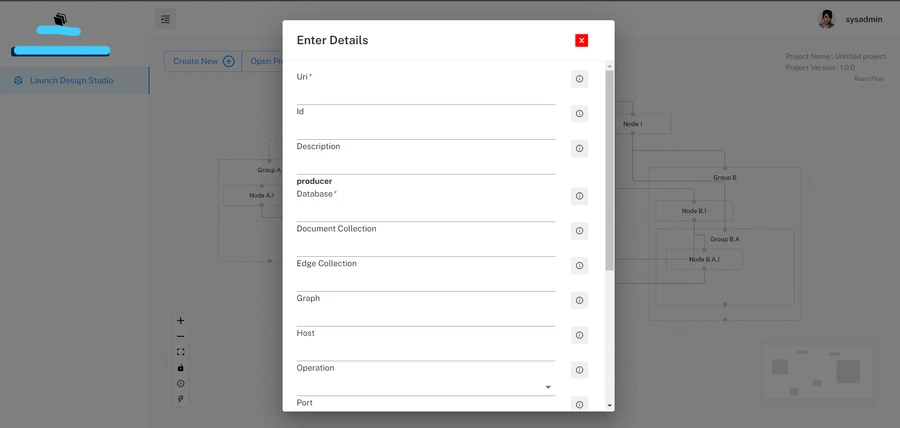 sysadmin
Create New
Open Pr
Launch Design Studio
Project Name : Untitled project
Project Version : 1.0.0
React Flow
Enter Details
x
Uri*
Id
Description
producer
Database*
Document Collection
Edge Collection
Graph
Host
Operation
Port
Group A
Node A.1
Node 1
Group B
Node B.1
Group B.A
Node B.A.1